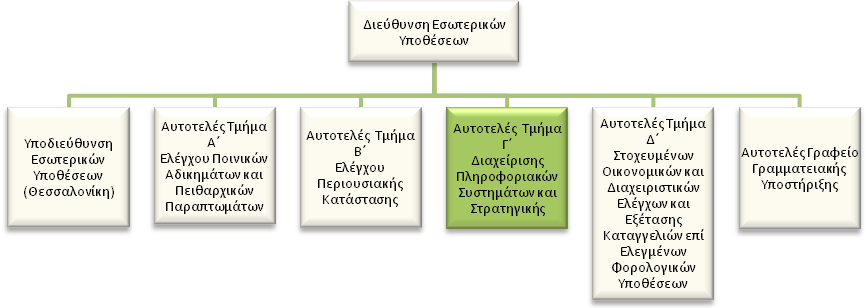 Διεύθυνση Εσωτερικών
Υποθέσεων
Υποδιεύθυνση
Εσωτερικών
Υποθέσεων
(Θεσσαλονίκη)
Αυτοτελές Τμήμα
Α΄
Ελέγχου Ποινικών
Αδικημάτων και
Πειθαρχικών
Παραπτωμάτων
Αυτοτελές Τμήμα
Β΄
Ελέγχου
Περιουσιακής
Κατάστασης
Αυτοτελές Τμήμα
Γ΄
Διαχείρισης
Πληροφοριακών
Συστημάτων και
Στρατηγικής
Αυτοτελές Τμήμα
Δ΄
Στοχευμένων
Οικονομικών και
Διαχειριστικών
Ελέγχων και
Εξέτασης
Καταγγελιών επί
Ελεγμένων
Φορολογικών
Υποθέσεων
Αυτοτελές Γραφείο
Γραμματειακής
Υποστήριξης